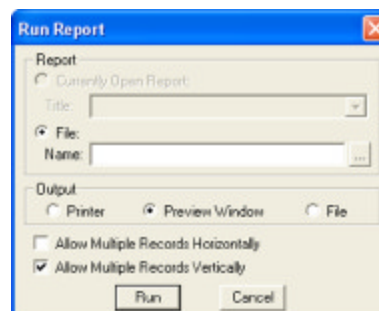 Run Report
Report
Currently Open Report:
Title:
File:
Name:
...
Output
Printer Preview Window File
Allow Multiple Records Horizontally
Allow Multiple Records Vertically
Run Cancel